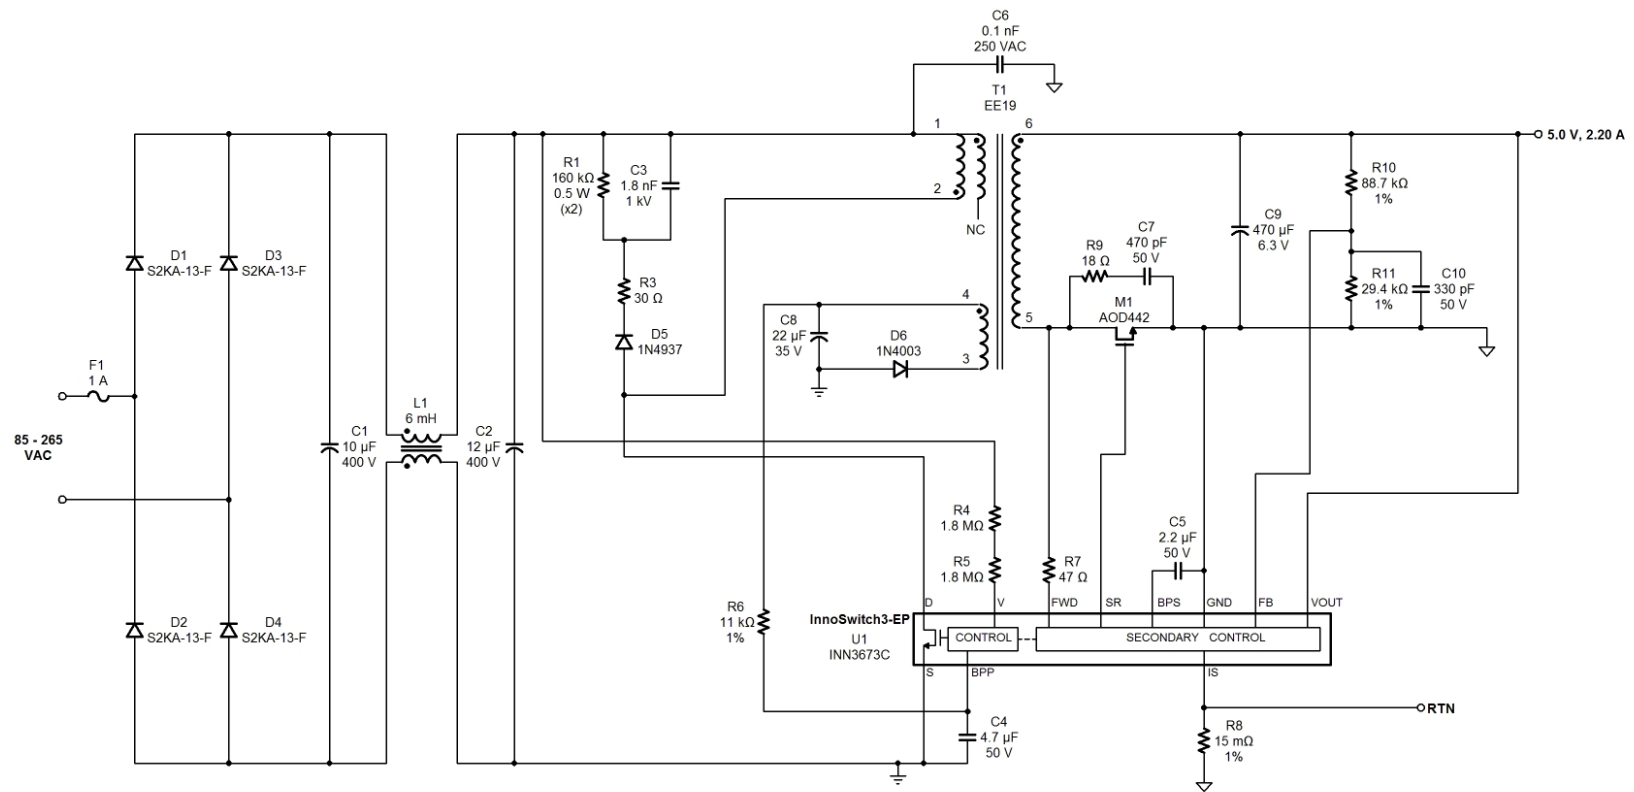 C6
0.1 nF
250 VAC
T1
EE19
1
6
5.0 V, 2.20 A
R1
160 kΩ
0.5 W
(x2)
C3
1.8 nF
1 kV
2
NC
R10
88.7 kΩ
1%
C9
470 µF
6.3 V
C7
470 pF
50 V
R9
18 Ω
D1
S2KA-13-F
D3
S2KA-13-F
R3
30 Ω
R11
29.4 kΩ
1%
C10
330 pF
50 V
4
M1
AOD442
5
C8
22 µF
35 V
D6
1N4003
3
D5
1N4937
F1
1 A
L1
6 mH
85 - 265
VAC
C1
10 µF
400 V
C2
12 µF
400 V
R4
1.8 MΩ
R5
1.8 MΩ
R7
47 Ω
C5
2.2 µF
50 V
D2
S2KA-13-F
D4
S2KA-13-F
R6
11 kΩ
1%
D
V
FWD
SR
BPS
GND
FB
VOUT
InnoSwitch3-EP
U1
INN3673C
CONTROL
SECONDARY CONTROL
S
BPP
IS
C4
4.7 µF
50 V
RTN
R8
15 mΩ
1%